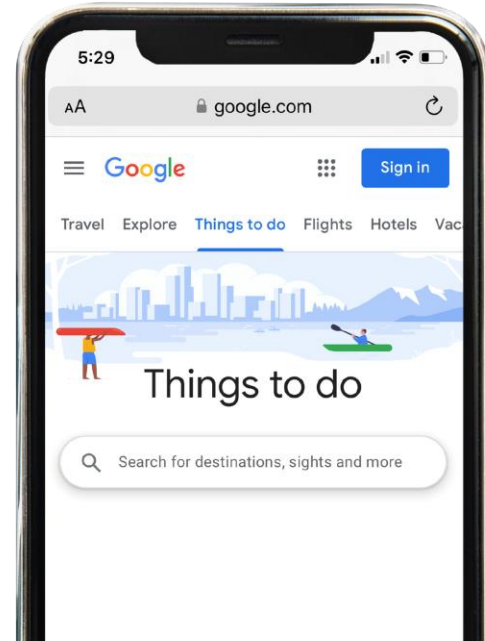 5:29
AA google.com
Google Sign in
Travel Explore Things to do Flights Hotels Vac
Things to do
Search for destinations, sights and more